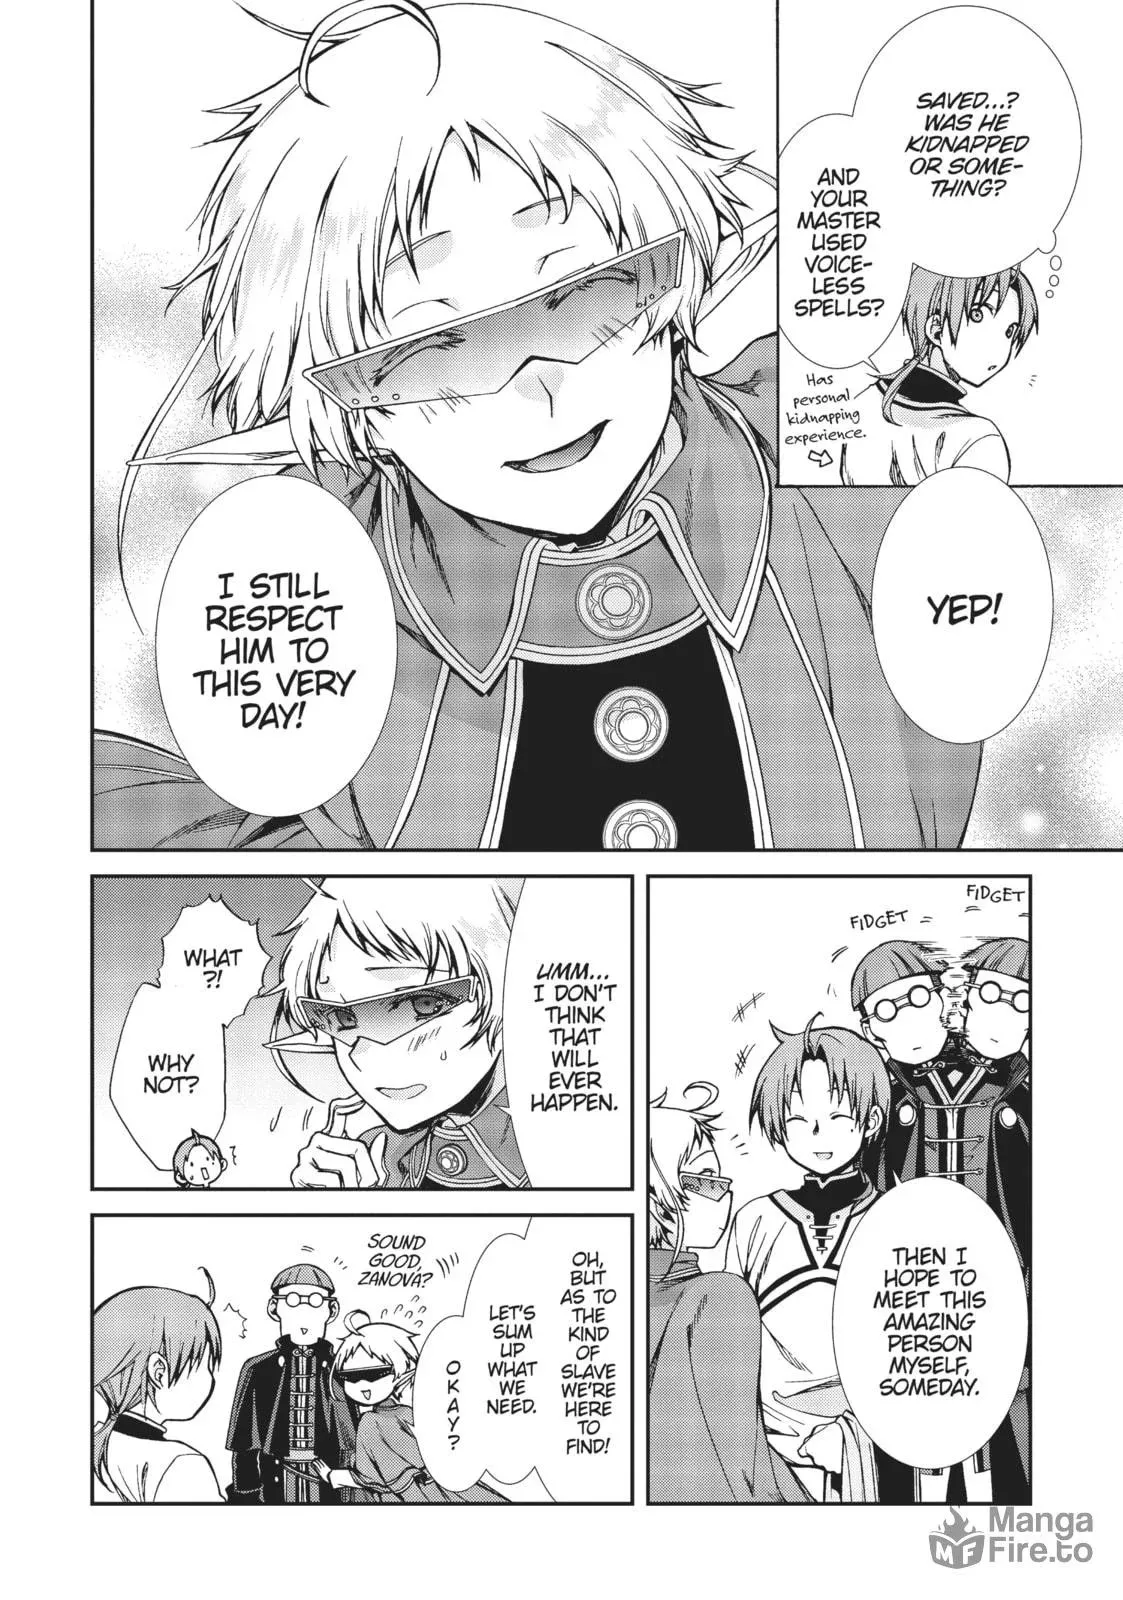 SAVED...?
WAS HE
KIDNAPPED
OR SOME-
THING?
AND
YOUR
MASTER
USED
VOICE-
LESS
SPELLS?
Has
personal
kidnapping
experience.
YEP!
I STILL
RESPECT
HIM TO
THIS VERY
DAY!
FIDGET
FIDGET
THEN I
HOPE TO
MEET THIS
AMAZING
PERSON
MYSELF,
SOMEDAY.
UMM...
I DON'T
THINK
THAT
WILL
EVER
HAPPEN.
WHAT
?!
WHY
NOT?
OH,
BUT AS
TO
THE
KIND
OF
SLAVE
WE'RE
HERE
TO
FIND!
LET'S
SUM
UP
WHAT
WE
NEED.
OKAY?
SOUND
GOOD,
ZANOVA?
Manga
MF Fire.to